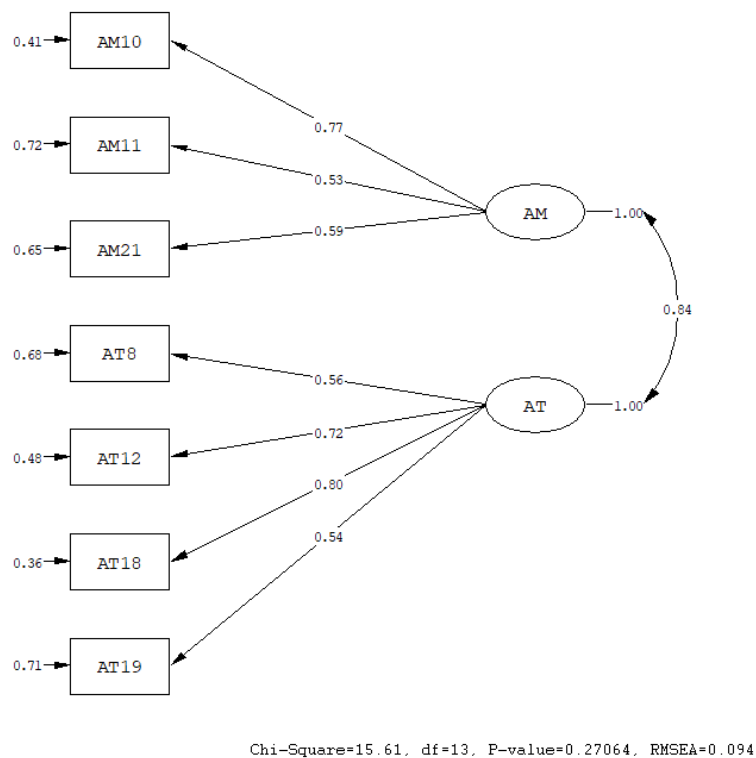 0.41 AM10
0.77
0.72 AM11
0.53
AM 1.00
0.59
0.65 AM21
0.84
0.68 AT8
0.56
AT 1.00
0.72
0.48 AT12
0.80
0.54
0.36 AT18
0.71 AT19
Chi-Square=15.61, df=13, P-value=0.27064, RMSEA=0.094